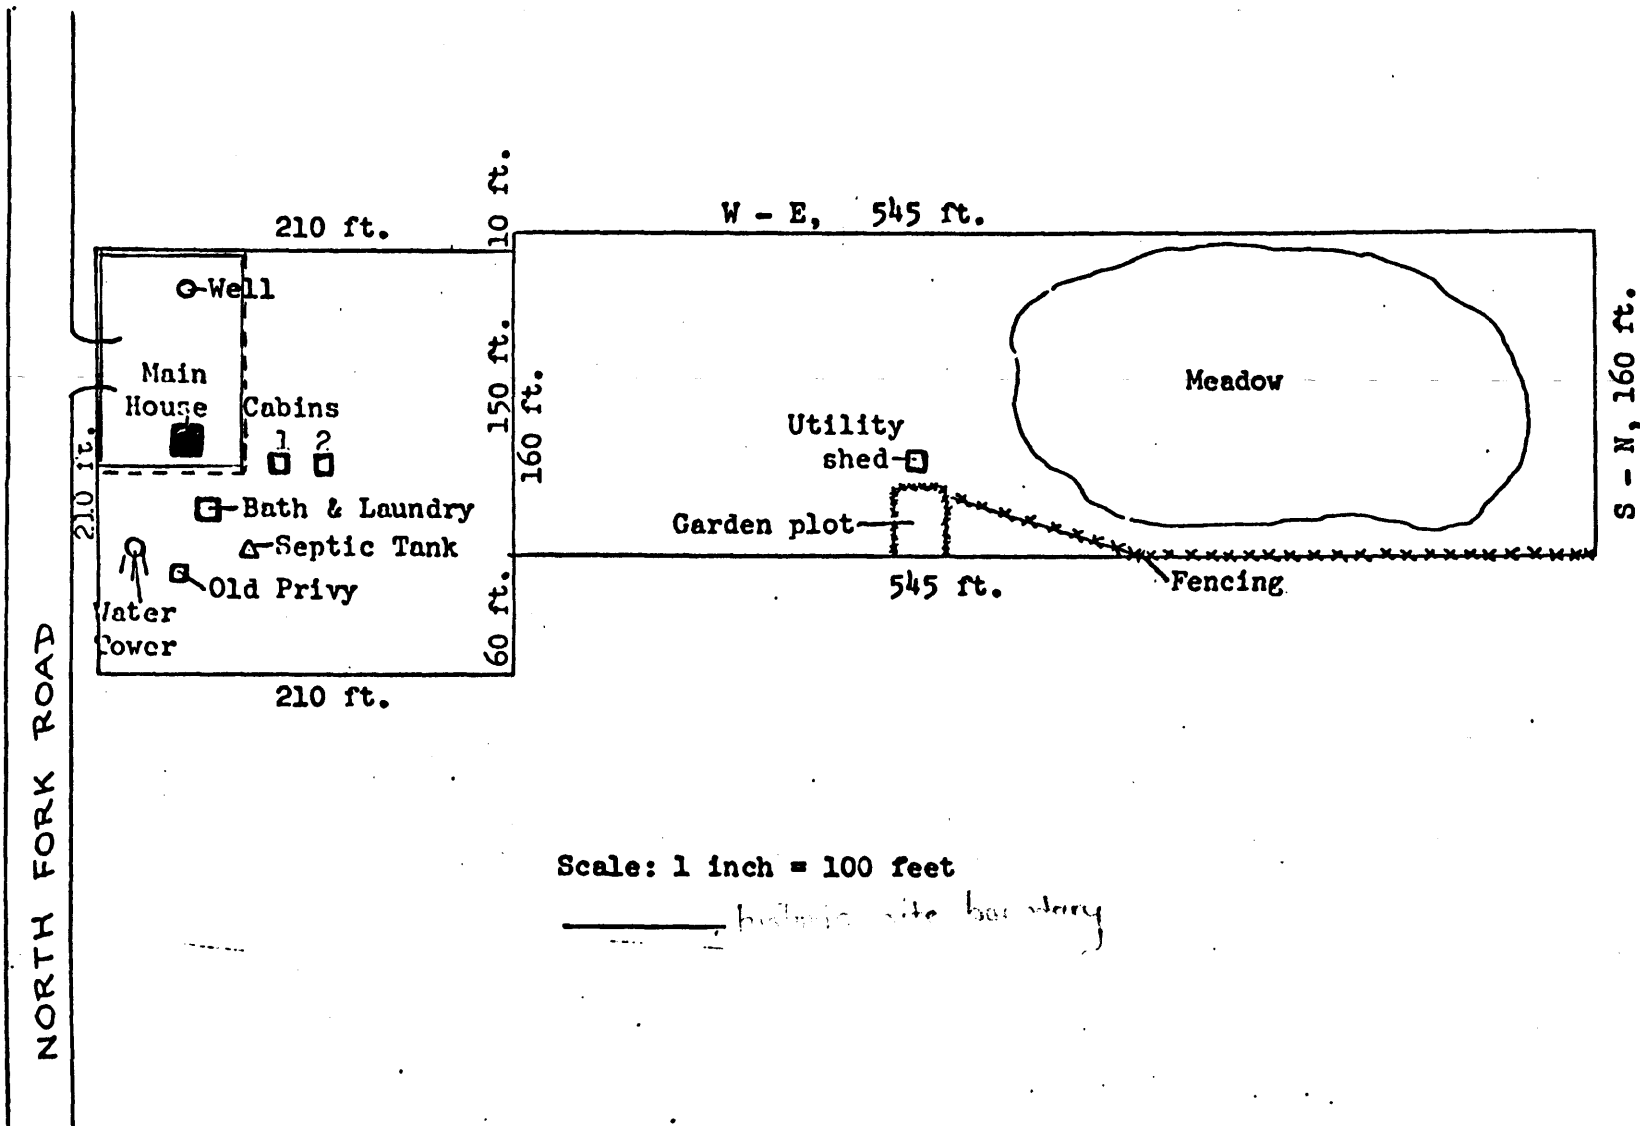 10 ft.
W - E, 545 ft.
210 ft.
Well
150 ft.
160 ft.
S - N, 160 ft.
Main
House
Cabins
1 2
Meadow
Utility
shed
210 ft.
Bath & Laundry
Garden plot
Septic Tank
Old Privy
Fencing
545 ft.
Water
Tower
60 ft.
210 ft.
NORTH FORK ROAD
Scale: 1 inch = 100 feet
historic site boundary